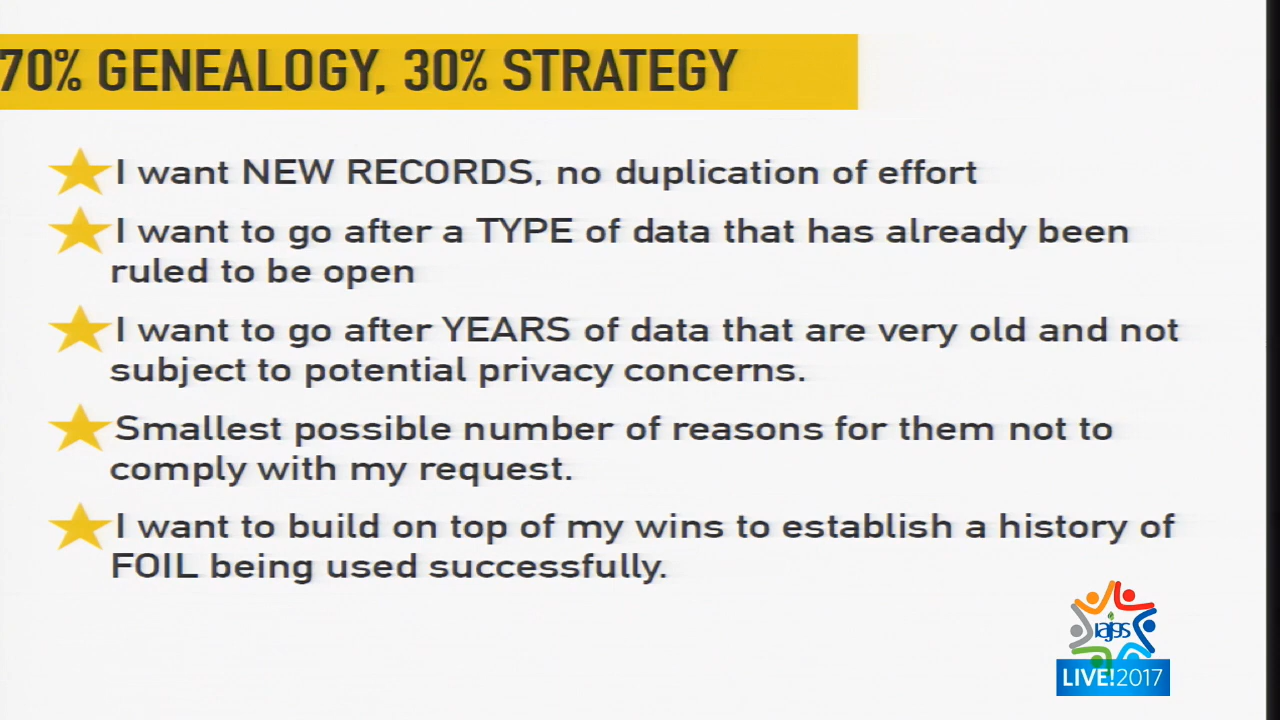 70% GENEALOGY, 30% STRATEGY
I want NEW RECORDS, no duplication of effort
I want to go after a TYPE of data that has already been
ruled to be open
I want to go after YEARS of data that are very old and not
subject to potential privacy concerns.
Smallest possible number of reasons for them not to
comply with my request.
I want to build on top of my wins to establish a history of
FOIL being used successfully.
iajgs
LIVE!2017